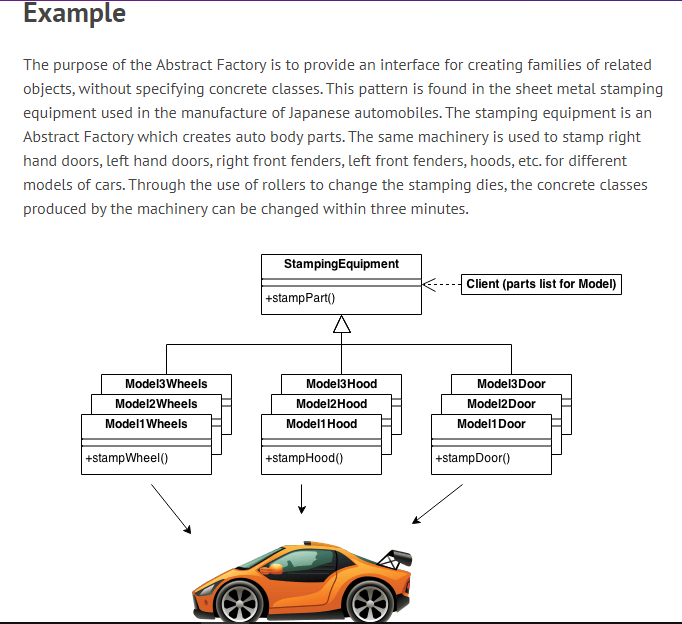 Example
The purpose of the Abstract Factory is to provide an interface for creating families of related
objects, without specifying concrete classes. This pattern is found in the sheet metal stamping
equipment used in the manufacture of Japanese automobiles. The stamping equipment is an
Abstract Factory which creates auto body parts. The same machinery is used to stamp right
hand doors, left hand doors, right front fenders, left front fenders, hoods, etc. for different
models of cars. Through the use of rollers to change the stamping dies, the concrete classes
produced by the machinery can be changed within three minutes.
StampingEquipment
+stampPart()
Client (parts list for Model)
Model3Wheels
Model2Wheels
Model1Wheels
+stampWheel()
Model3Hood
Model2Hood
Model1Hood
+stampHood()
Model3Door
Model2Door
Model1Door
+stampDoor()